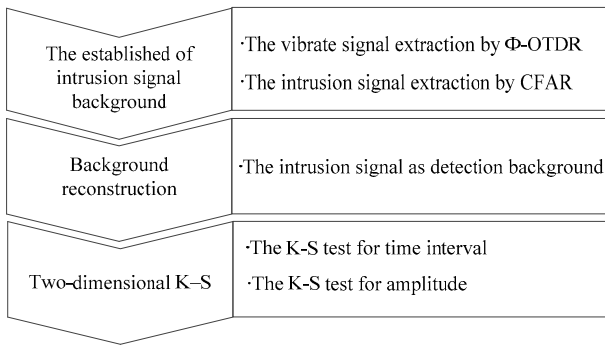 The established of
intrusion signal
background
·The vibrate signal extraction by Φ-OTDR
·The intrusion signal extraction by CFAR
Background
reconstruction
·The intrusion signal as detection background
Two-dimensional K–S
·The K-S test for time interval
·The K-S test for amplitude